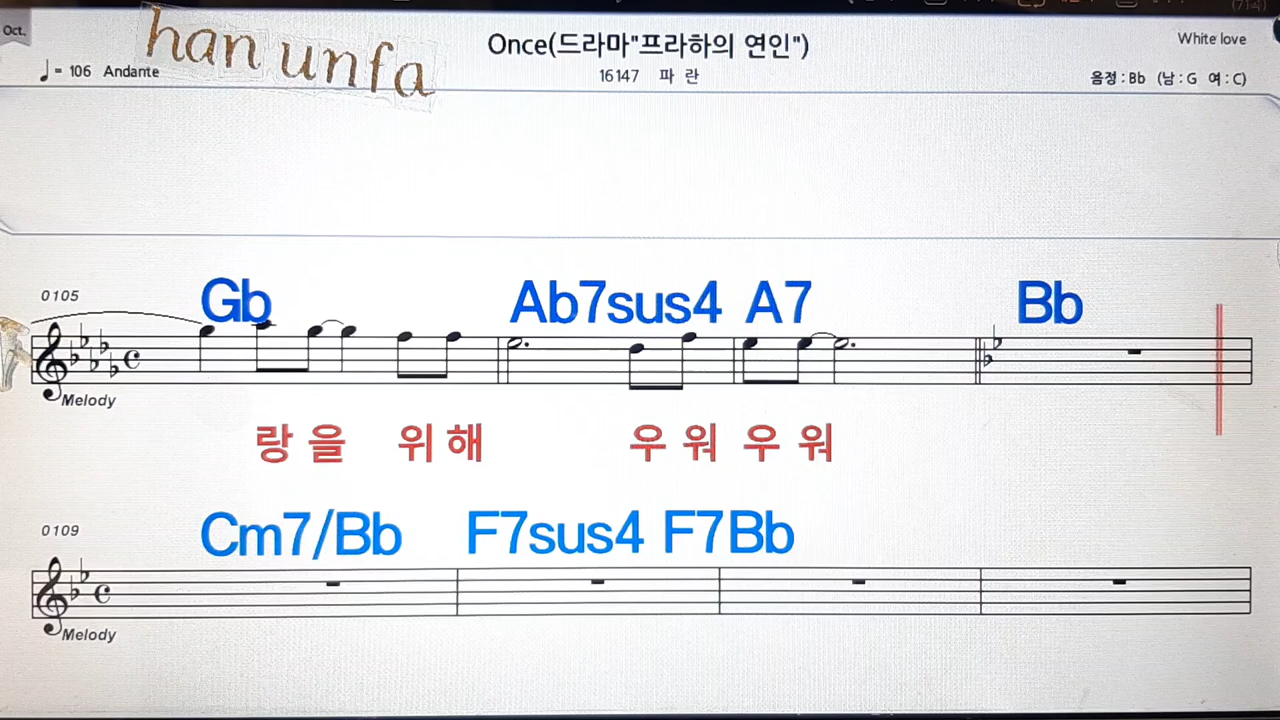 Oct.
han unfa
Once(드라마"프라하의 연인")
White love
♩= 106 Andante
16147 파 란
음정 : Bb (남 : G 여 : C)
0105
Gb Ab7sus4 A7 Bb
Melody
랑 을 위 해 우 워 우 워
0109
Cm7/Bb F7sus4 F7Bb
Melody